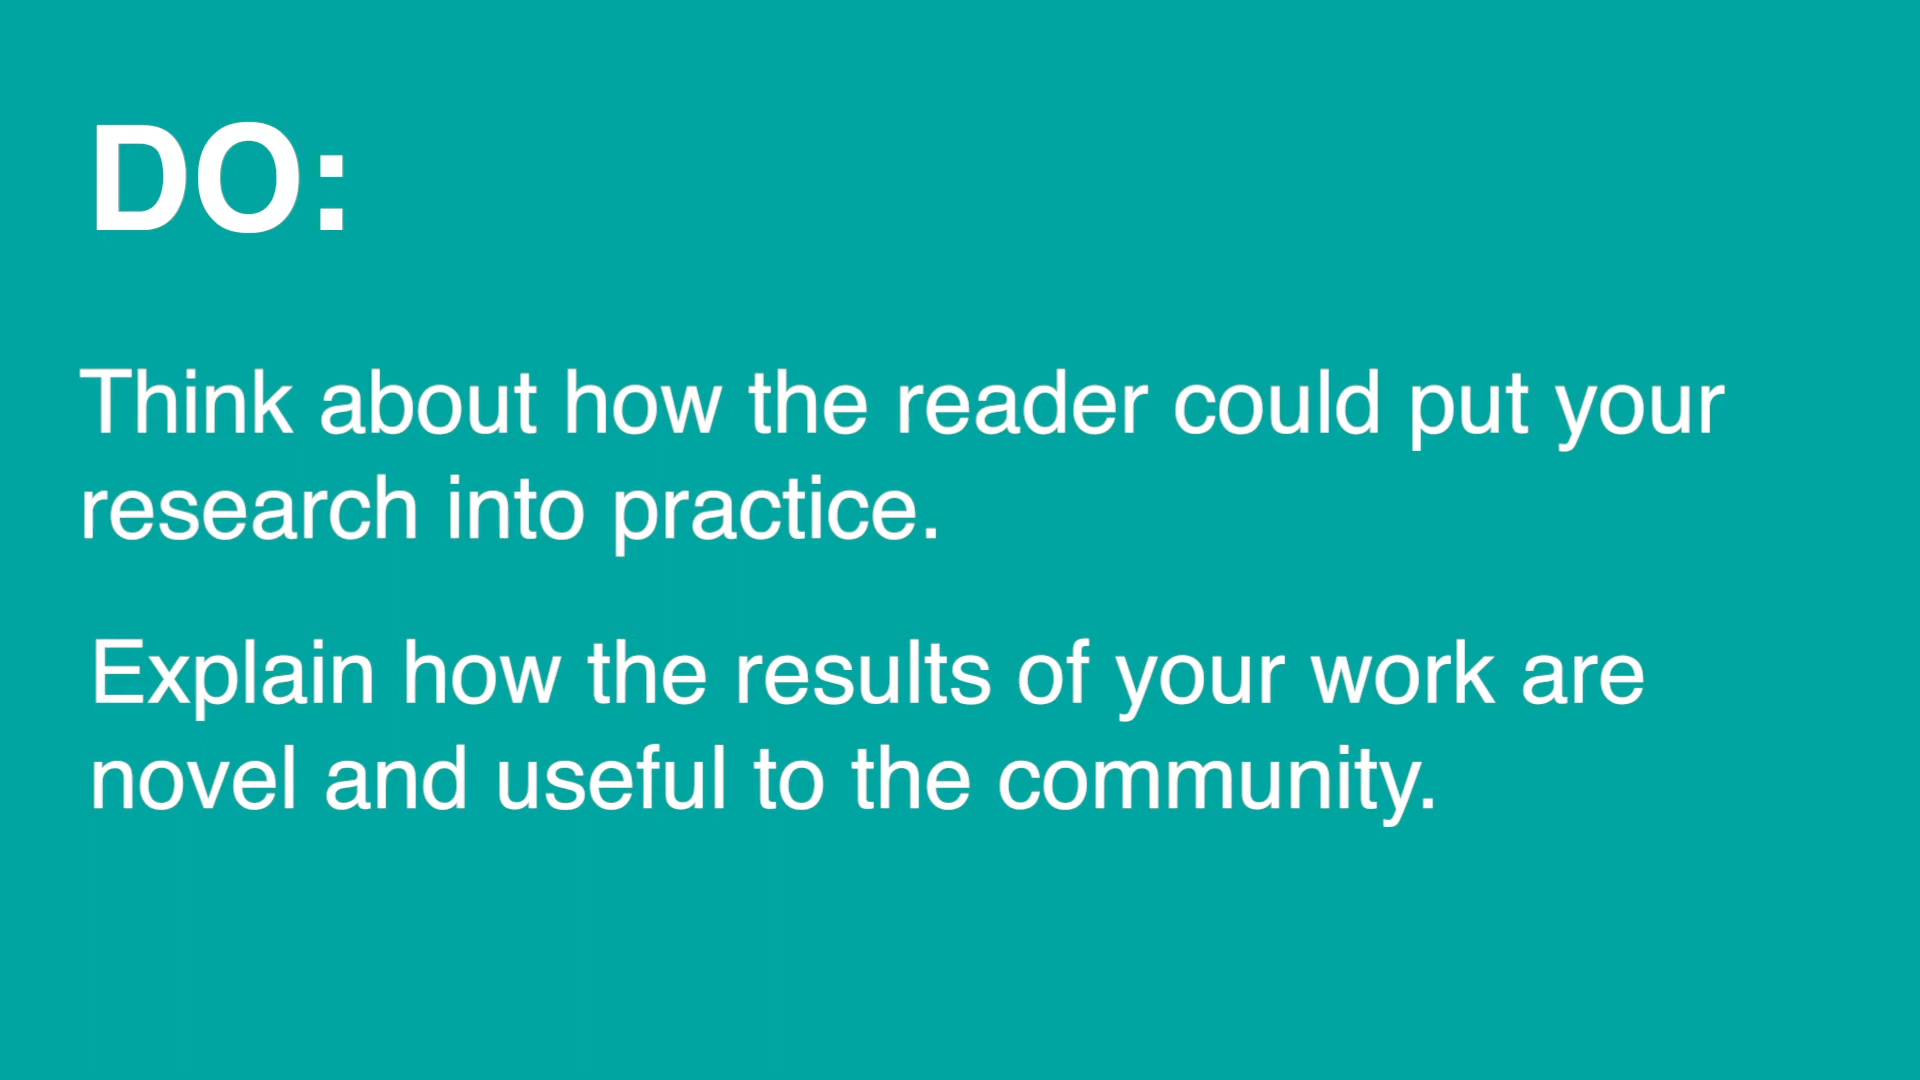 DO:
Think about how the reader could put your
research into practice.
Explain how the results of your work are
novel and useful to the community.